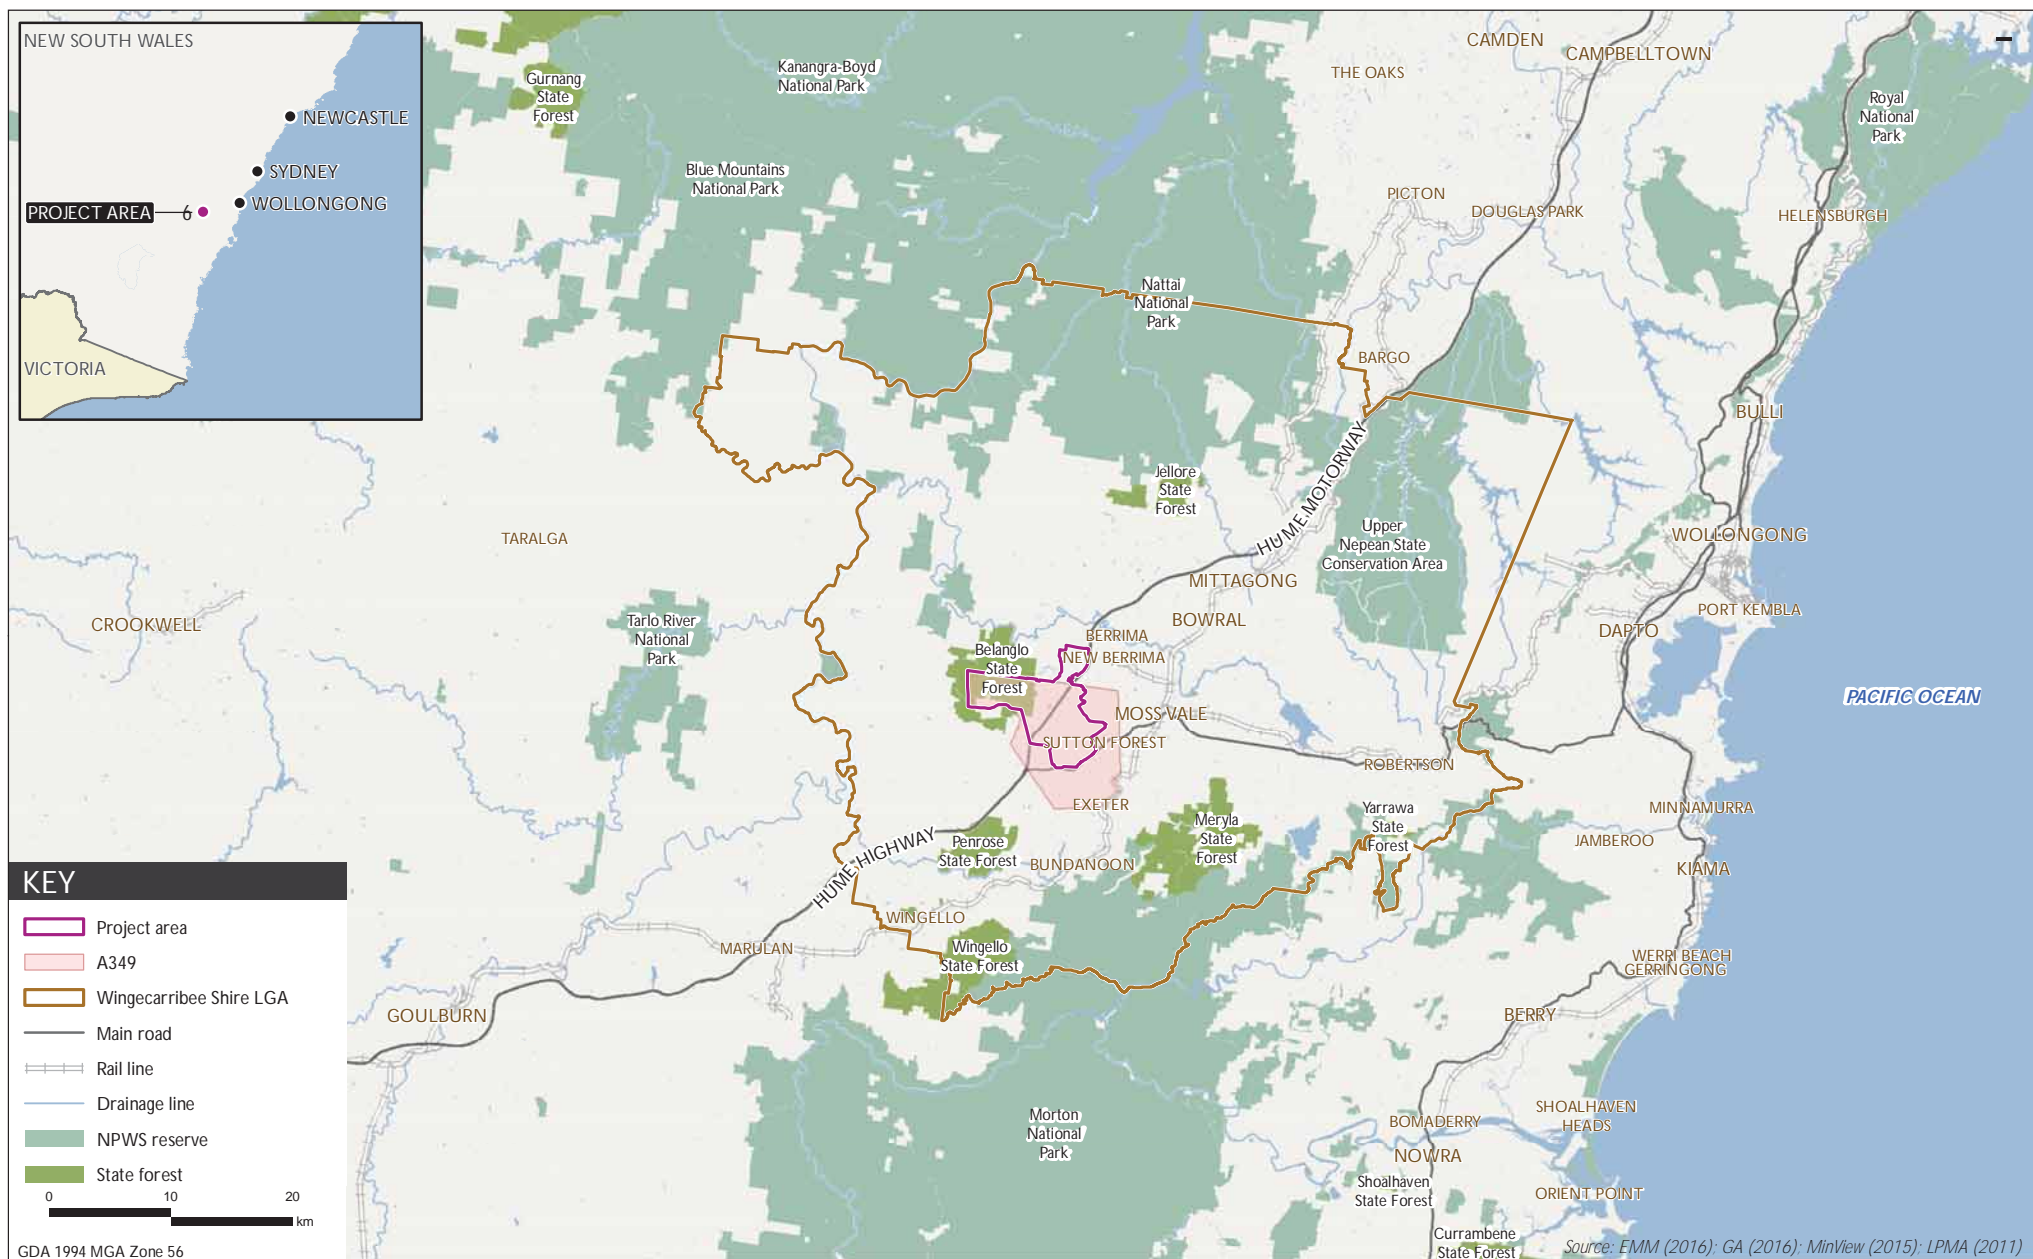 NEW SOUTH WALES
NEWCASTLE
SYDNEY
WOLLONGONG
PROJECT AREA
6
VICTORIA
Gurnang
State
Forest
Kanangra-Boyd
National Park
Blue Mountains
National Park
CAMDEN
CAMPBELLTOWN
THE OAKS
Royal
National
Park
PICTON
DOUGLAS PARK
HELENSBURGH
Nattai
National
Park
BARGO
BULLI
HUME MOTORWAY
Jellore
State
Forest
Upper
Nepean State
Conservation Area
WOLLONGONG
TARALGA
MITTAGONG
PORT KEMBLA
CROOKWELL
Tarlo River
National
Park
BOWRAL
DAPTO
BERRIMA
NEW BERRIMA
Belanglo
State
Forest
PACIFIC OCEAN
MOSS VALE
SUTTON FOREST
ROBERTSON
EXETER
Meryla
State
Forest
Yarrawa
State
Forest
MINNAMURRA
JAMBEROO
KIAMA
HUME HIGHWAY
Penrose
State Forest
BUNDANOON
WINGELLO
MARULAN
Wingello
State Forest
WERRI BEACH
GERRINGONG
GOULBURN
BERRY
Morton
National
Park
SHOALHAVEN
HEADS
BOMADERRY
NOWRA
Shoalhaven
State Forest
ORIENT POINT
Currambene
State Forest
KEY
Project area
A349
Wingecarribee Shire LGA
Main road
Rail line
Drainage line
NPWS reserve
State forest
0 10 20
km
GDA 1994 MGA Zone 56
Source: EMM (2016); GA (2016); MinView (2015); LPMA (2011)